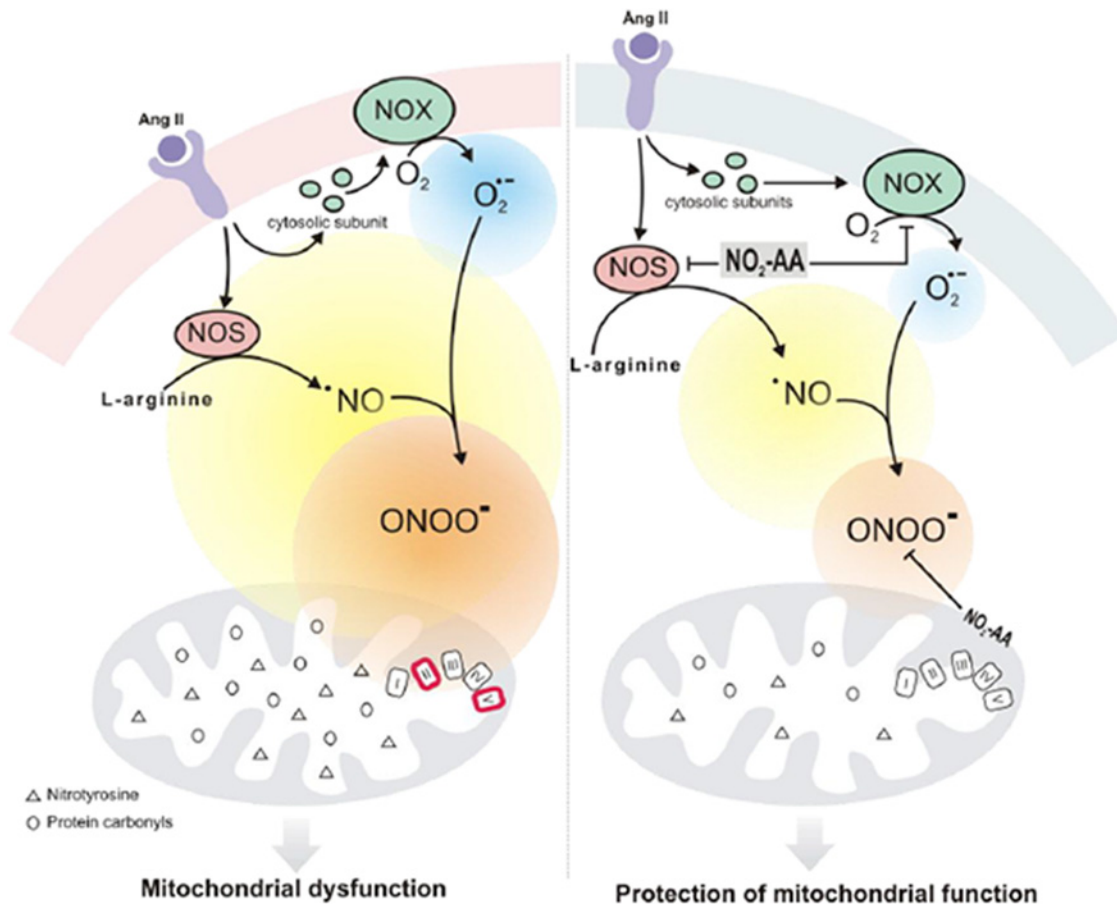 Ang II
NOX
O₂
O₂•−
cytosolic subunit
NOS
L-arginine
•NO
ONOO⁻
I
II
III
IV
V
△ Nitrotyrosine
○ Protein carbonyls
Mitochondrial dysfunction
Ang II
NOX
cytosolic subunits
O₂
NOS
NO₂-AA
O₂•−
L-arginine
•NO
ONOO⁻
NO₂-AA
I
II
III
IV
V
Protection of mitochondrial function